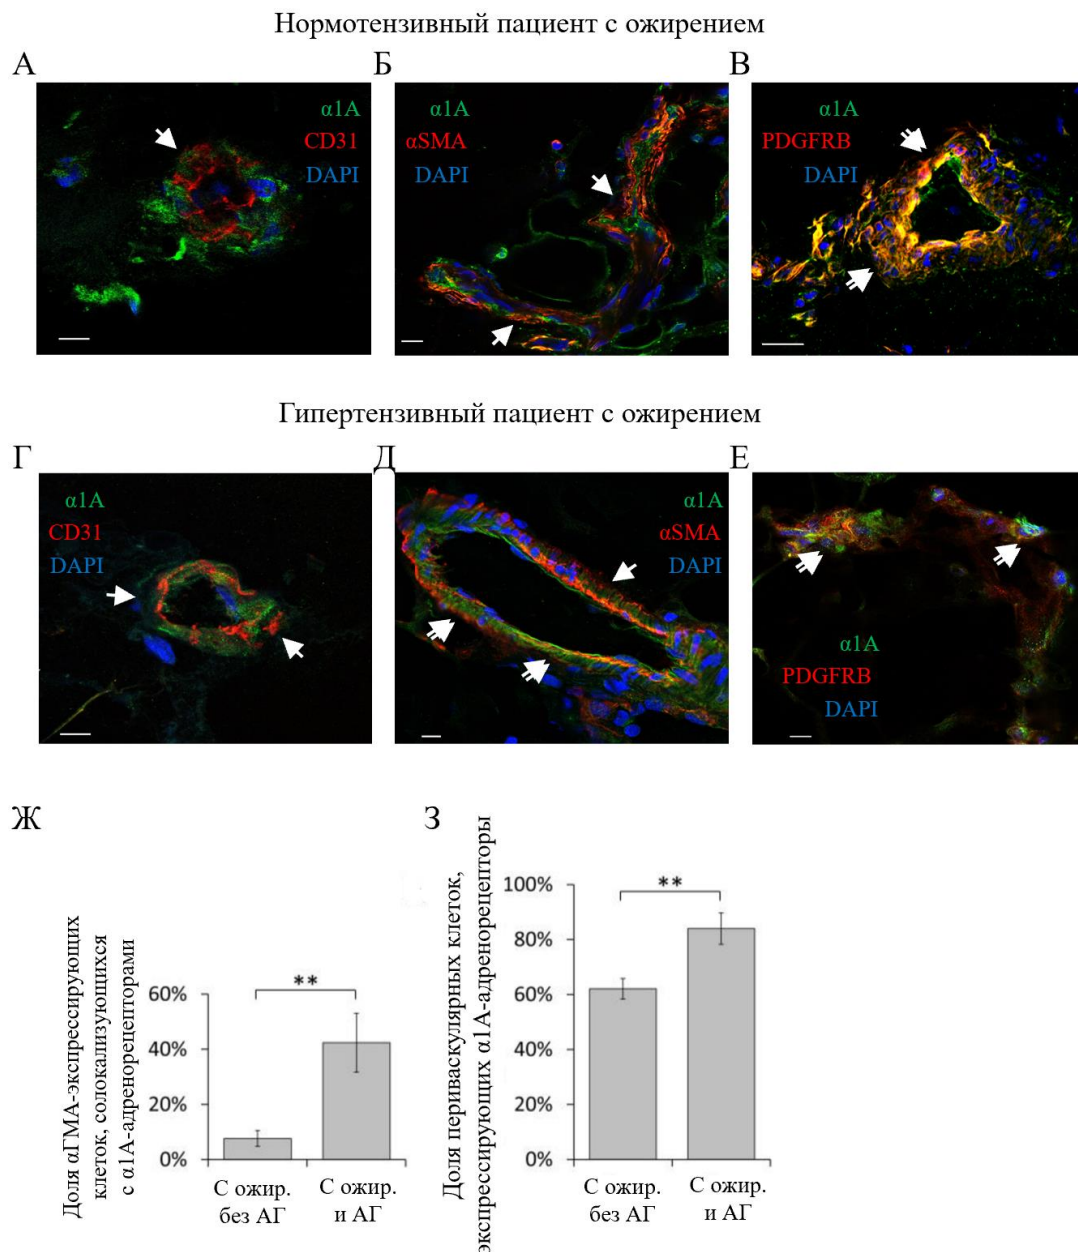 Нормотензивный пациент с ожирением
А
Б
В
α1A
CD31
DAPI
α1A
αSMA
DAPI
α1A
PDGFRB
DAPI
Гипертензивный пациент с ожирением
Г
Д
Е
α1A
CD31
DAPI
α1A
αSMA
DAPI
α1A
PDGFRB
DAPI
Ж
Доля αГМА-экспрессирующих
клеток, солокализующихся
с α1А-адренорецепторами
60%
40%
20%
0%
**
С ожир.
без АГ
С ожир.
и АГ
З
Доля периваскулярных клеток,
экспрессирующих α1А-адренорецепторы
100%
80%
60%
40%
20%
0%
**
С ожир.
без АГ
С ожир.
и АГ